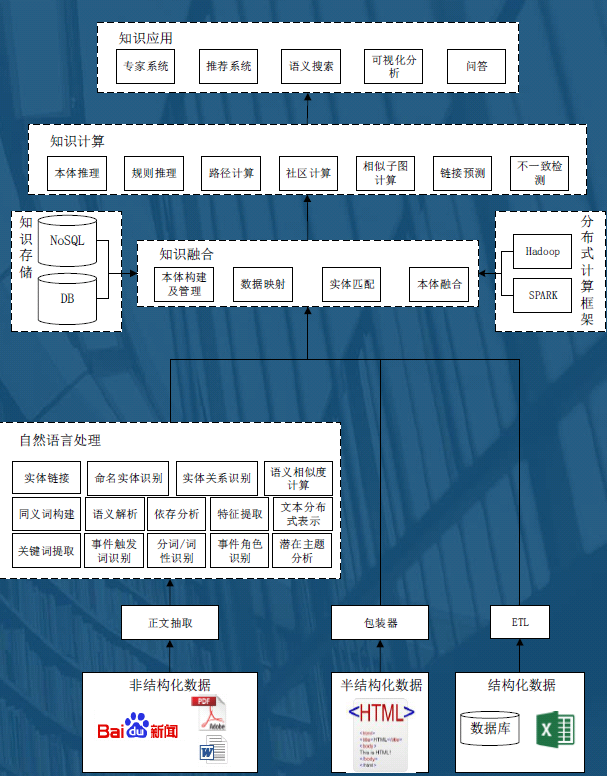 知识应用
专家系统
推荐系统
语义搜索
可视化分
析
问答
知识计算
本体推理
规则推理
路径计算
社区计算
相似子图
计算
链接预测
不一致检
测
知识存储
NoSQL
DB
知识融合
本体构建
及管理
数据映射
实体匹配
本体融合
Hadoop
SPARK
分布式计算框架
自然语言处理
实体链接
命名实体识别
实体关系识别
语义相似度
计算
同义词构建
语义解析
依存分析
特征提取
文本分布
式表示
关键词提取
事件触发
词识别
分词/词
性识别
事件角色
识别
潜在主题
分析
正文抽取
包装器
ETL
非结构化数据
Bai du 新闻
PDF
Adobe
W
半结构化数据
<HTML>
<html>
<title>HTML</title>
<body>
This is HTML!
</body>
</html>
结构化数据
数据库
X